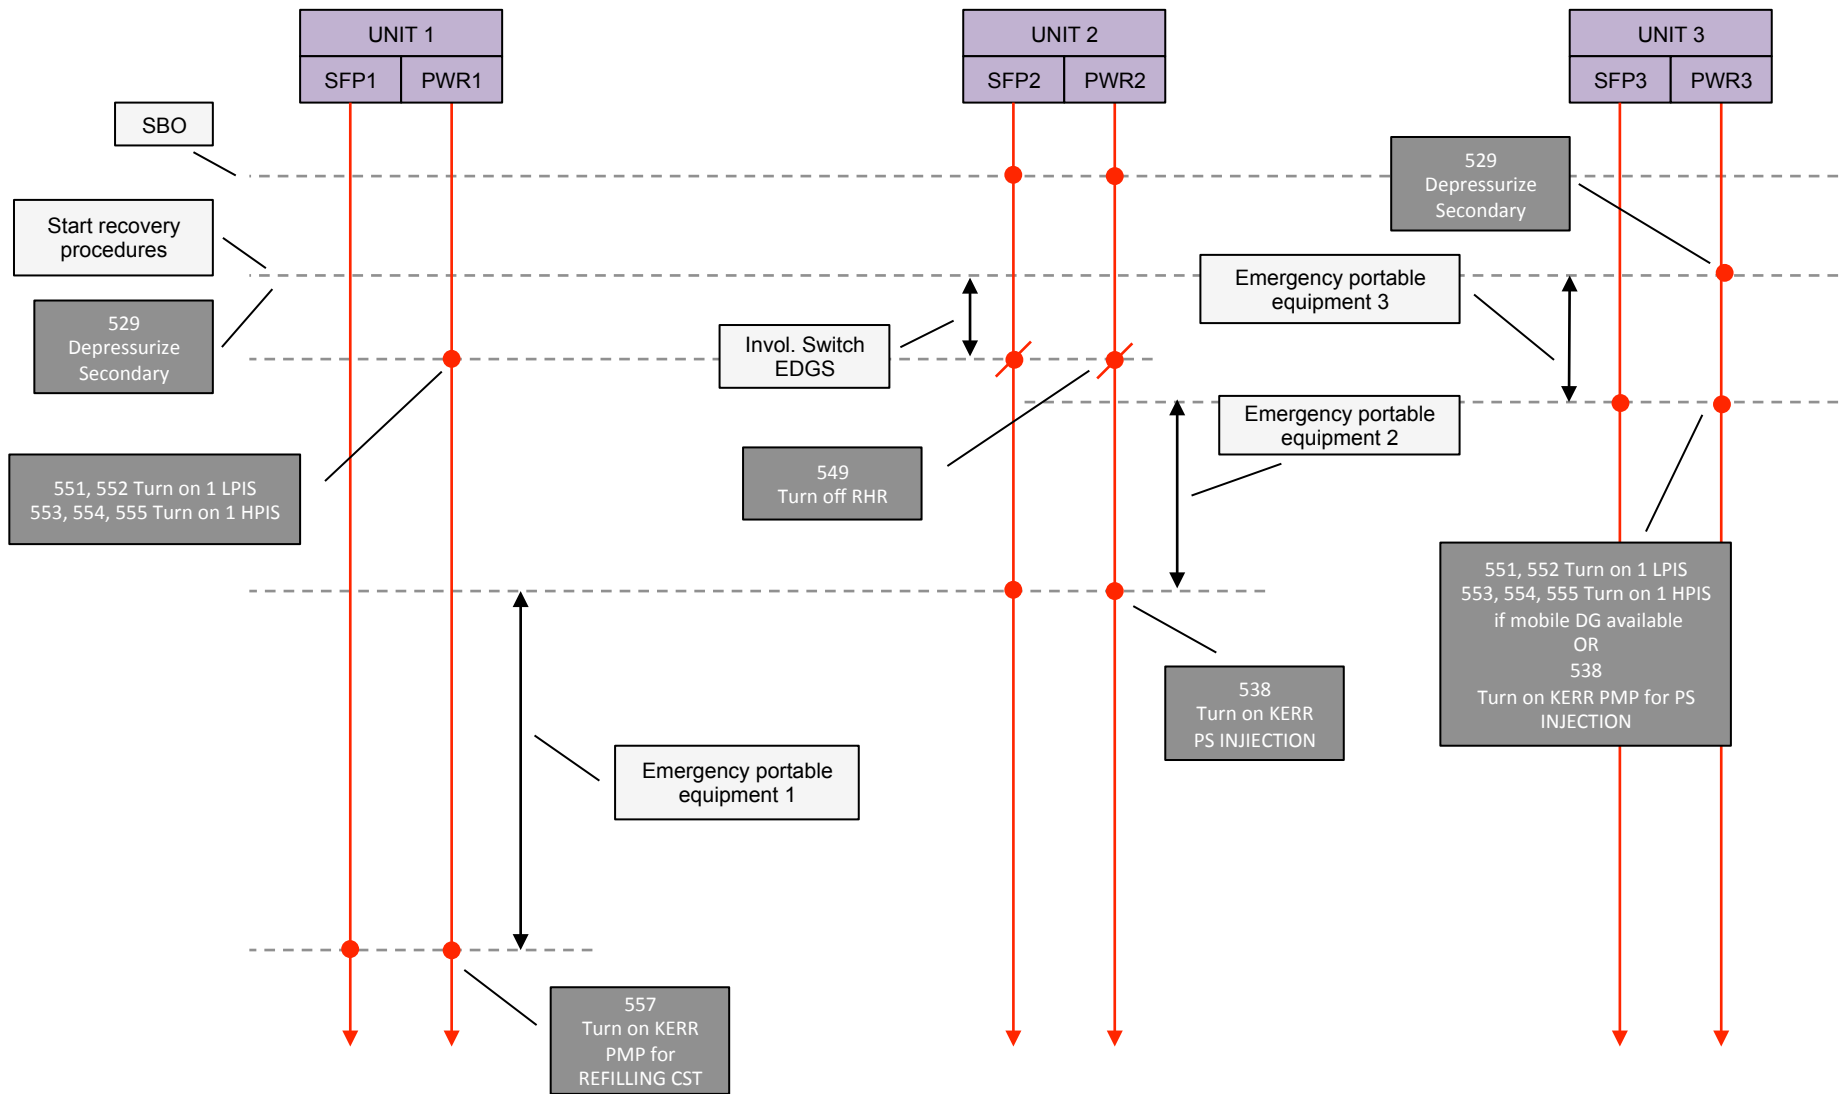 UNIT 1
SFP1
PWR1
UNIT 2
SFP2
PWR2
UNIT 3
SFP3
PWR3
SBO
Start recovery
procedures
529
Depressurize
Secondary
551, 552 Turn on 1 LPIS
553, 554, 555 Turn on 1 HPIS
Invol. Switch
EDGS
549
Turn off RHR
529
Depressurize
Secondary
Emergency portable
equipment 3
Emergency portable
equipment 2
551, 552 Turn on 1 LPIS
553, 554, 555 Turn on 1 HPIS
if mobile DG available
OR
538
Turn on KERR PMP for PS
INJECTION
538
Turn on KERR
PS INJIECTION
Emergency portable
equipment 1
557
Turn on KERR
PMP for
REFILLING CST